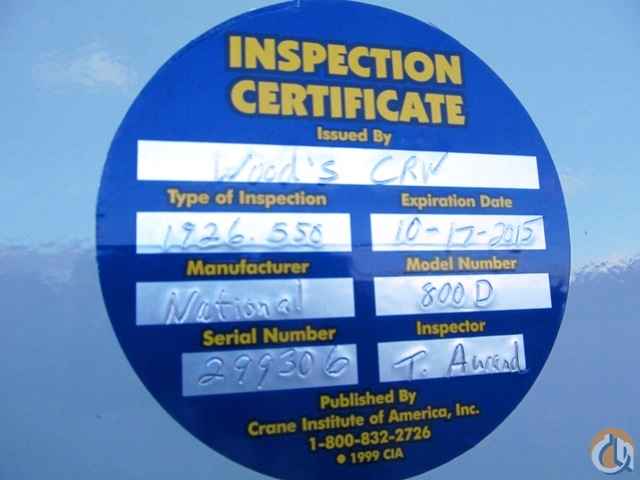 INSPECTION
CERTIFICATE
Issued By
Wood's CRW
Type of Inspection Expiration Date
1926.550 10-17-2015
Manufacturer Model Number
National 800D
Serial Number Inspector
299306 T. Aurand
Published By
Crane Institute of America, Inc.
1-800-832-2726
© 1999 CIA